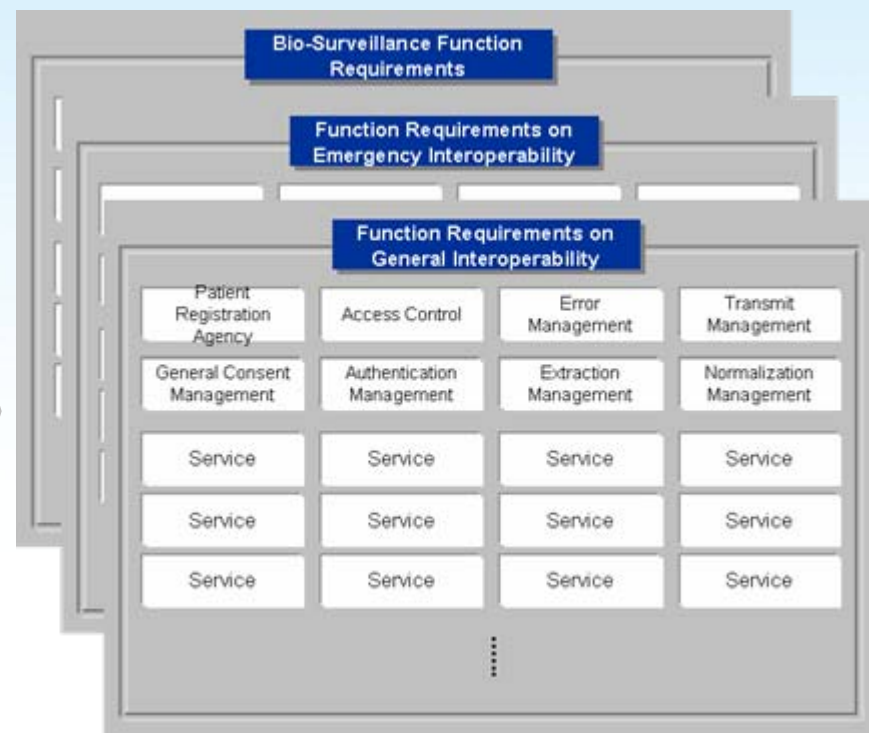 Bio-Surveillance Function
Requirements
Function Requirements on
Emergency Interoperability
Function Requirements on
General Interoperability
Patient
Registration
Agency
Access Control
Error
Management
Transmit
Management
General Consent
Management
Authentication
Management
Extraction
Management
Normalization
Management
Service
Service
Service
Service
Service
Service
Service
Service
Service
Service
Service
Service